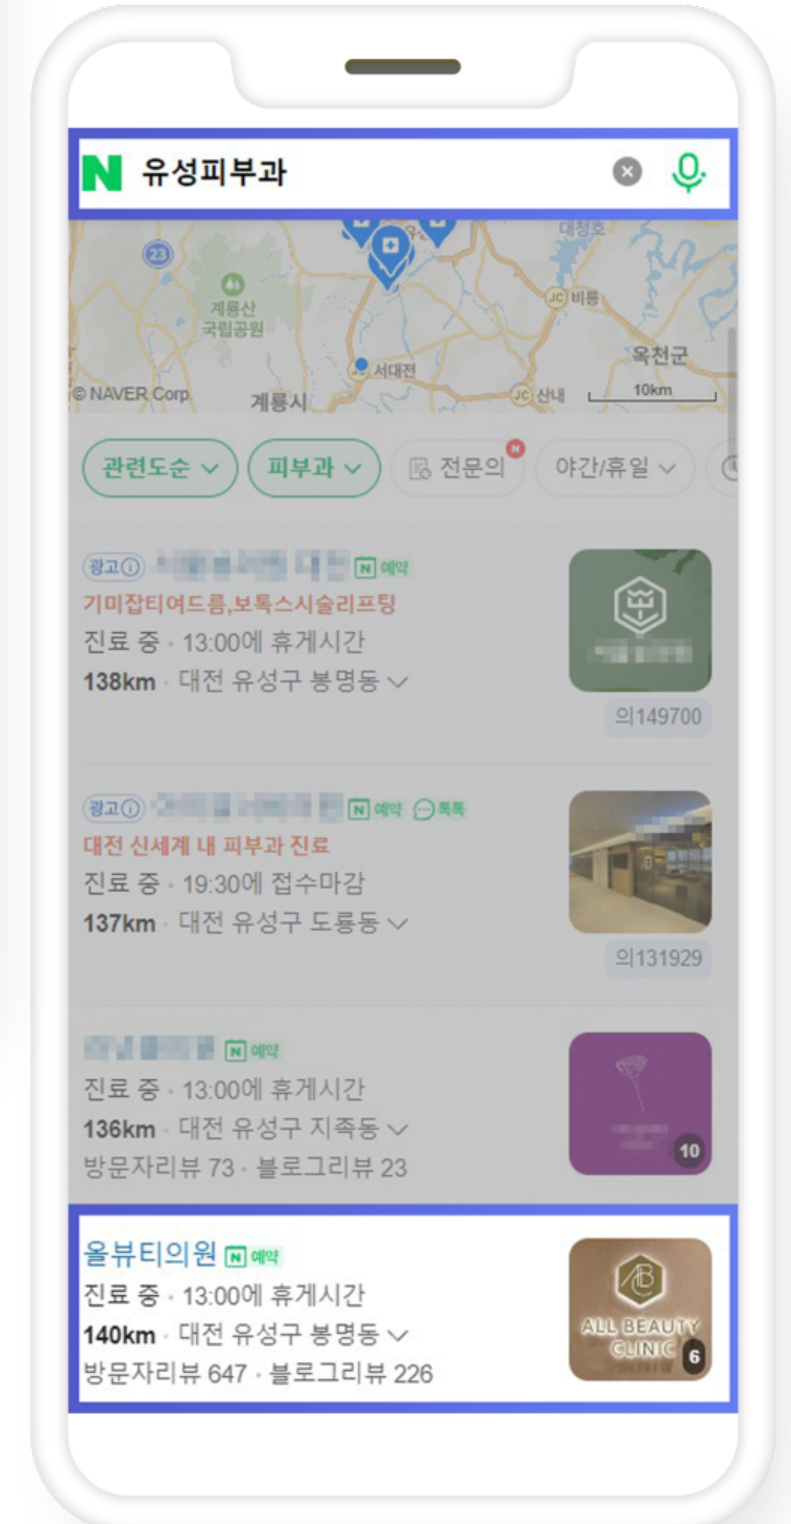 N 유성피부과
대청호
23
계룡산
국립공원
JC 비룡
옥천군
JC 서대전
© NAVER Corp.
계룡시
JC 산내
10km
관련도순
피부과
전문의 N
야간/휴일
광고 N 예약
기미잡티여드름,보톡스시술리프팅
진료 중 · 13:00에 휴게시간
138km · 대전 유성구 봉명동
의149700
광고 N 예약 톡톡
대전 신세계 내 피부과 진료
진료 중 · 19:30에 접수마감
137km · 대전 유성구 도룡동
의131929
N 예약
진료 중 · 13:00에 휴게시간
136km · 대전 유성구 지족동
방문자리뷰 73 · 블로그리뷰 23
10
올뷰티의원 N 예약
진료 중 · 13:00에 휴게시간
140km · 대전 유성구 봉명동
방문자리뷰 647 · 블로그리뷰 226
ABC
ALL BEAUTY
CLINIC
6